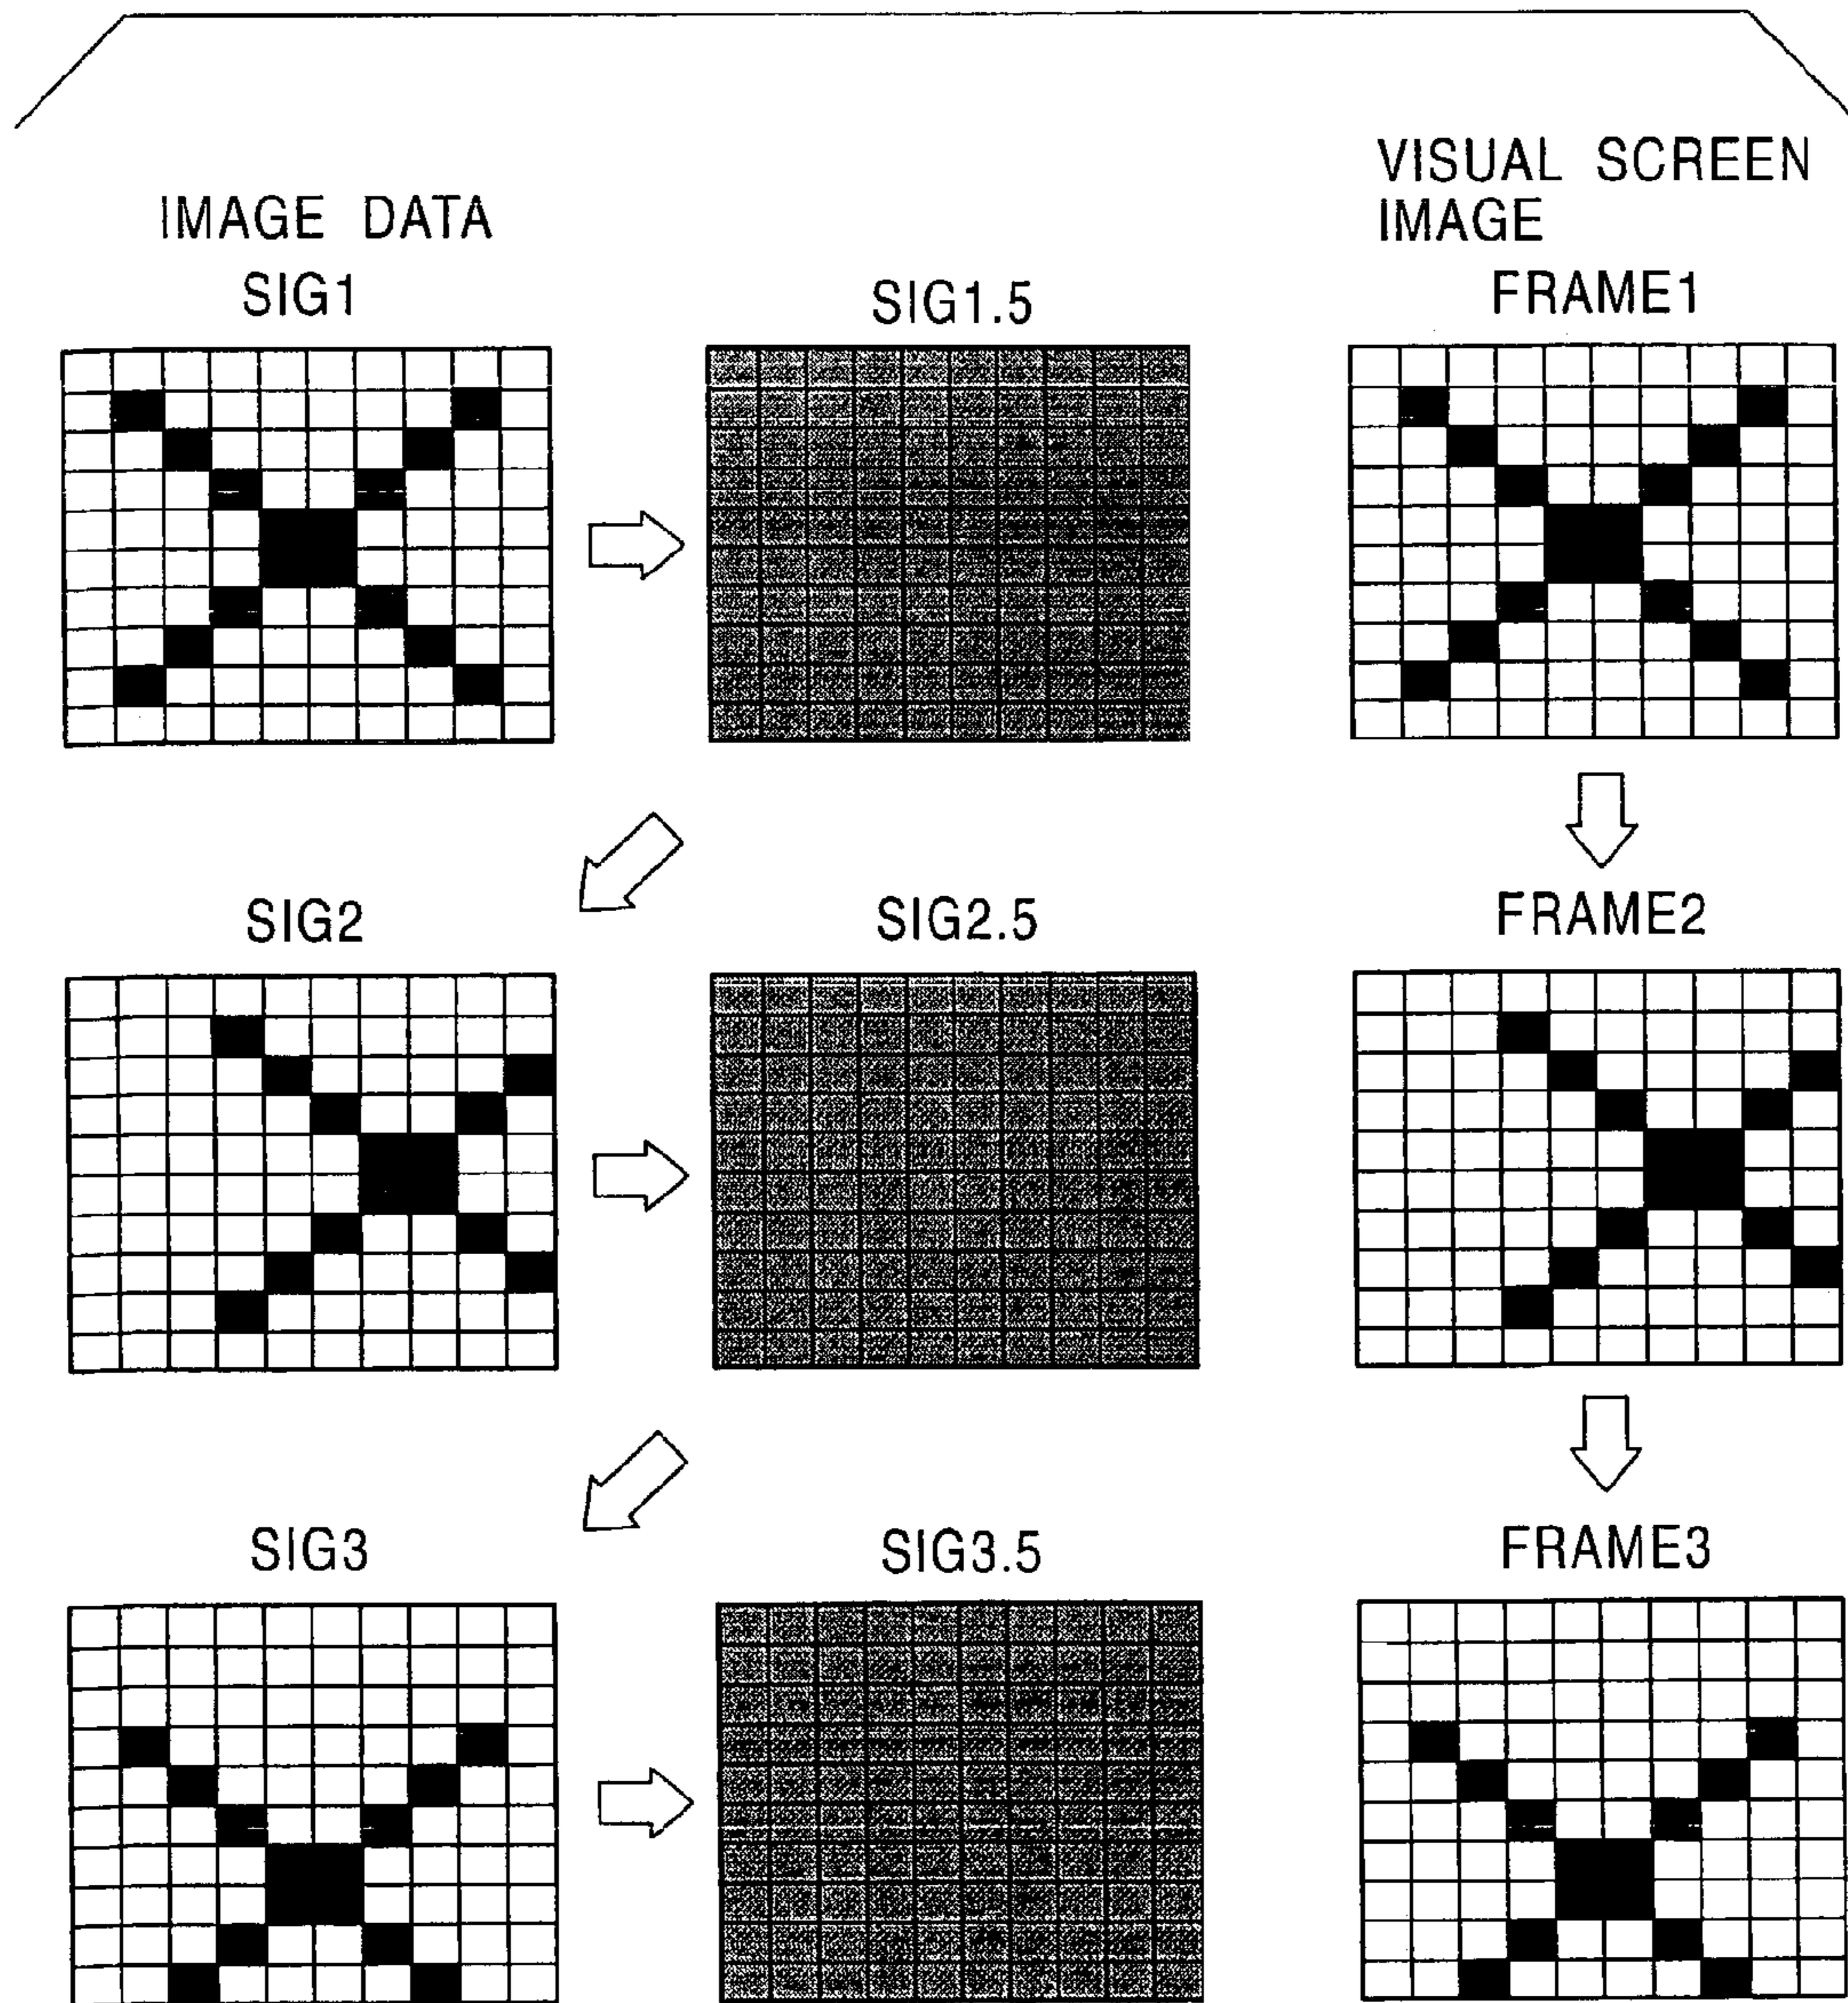 IMAGE DATA
VISUAL SCREEN
IMAGE
SIG1
SIG1.5
FRAME1
SIG2
SIG2.5
FRAME2
SIG3
SIG3.5
FRAME3